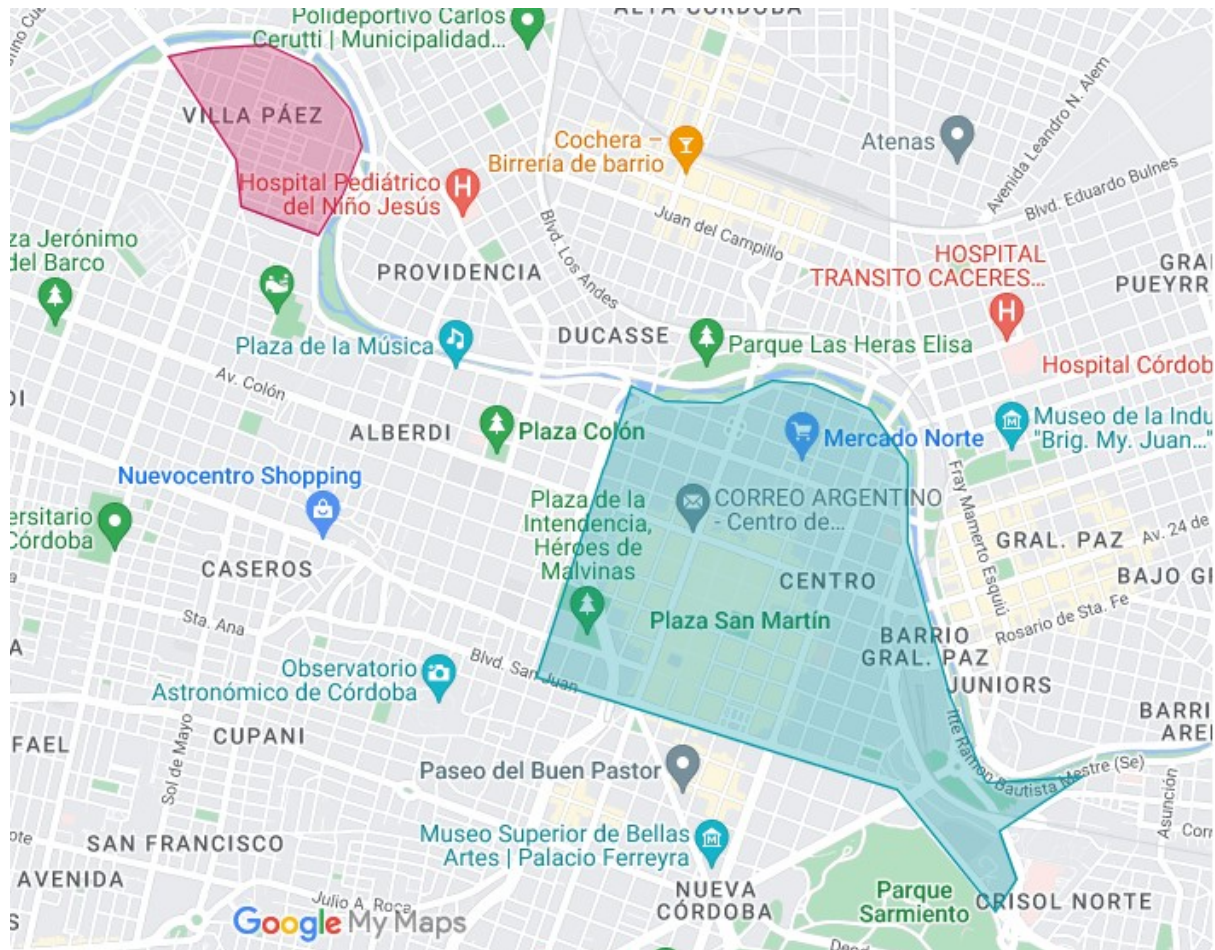 Polideportivo Carlos
Cerutti | Municipalidad...
ALTA CÓRDOBA
VILLA PÁEZ
Cochera –
Birrería de barrio
Atenas
Avenida Leandro N. Alem
Blvd. Eduardo Bulnes
Hospital Pediátrico
del Niño Jesús
Juan del Campillo
Blvd. Los Andes
za Jerónimo
del Barco
PROVIDENCIA
HOSPITAL
TRANSITO CACERES...
GRA
PUEYRR
DUCASSE
Plaza de la Música
Parque Las Heras Elisa
Hospital Córdob
Av. Colón
DI
ALBERDI
Plaza Colón
Mercado Norte
Museo de la Indu
"Brig. My. Juan..."
Nuevocentro Shopping
Plaza de la
Intendencia,
Héroes de
Malvinas
CORREO ARGENTINO
- Centro de...
Fray Mamerto Esquiú
ersitario
Córdoba
GRAL. PAZ
Av. 24 de
CASEROS
CENTRO
BAJO GI
Sta. Ana
Plaza San Martín
Rosario de Sta. Fe
BARRIO
GRAL. PAZ
A
Blvd. San Juan
Observatorio
Astronómico de Córdoba
JUNIORS
BARRI
ARE
FAEL
CUPANI
Sol de Mayo
Paseo del Buen Pastor
Ramon Bautista Mestre (Se)
Asunción
ote
Museo Superior de Bellas
Artes | Palacio Ferreyra
SAN FRANCISCO
Corr
AVENIDA
Julio A. Roca
NUEVA
CÓRDOBA
Parque
Sarmiento
CRISOL NORTE
S
Google My Maps